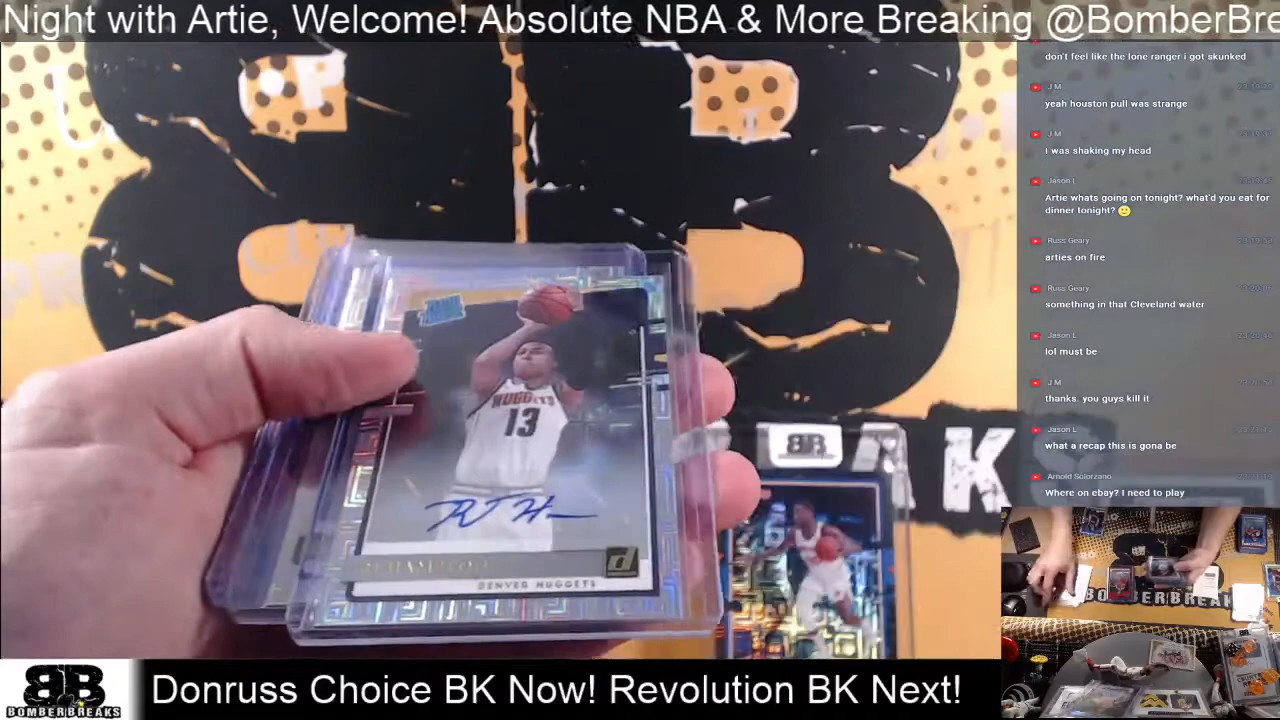 Night with Artie, Welcome! Absolute NBA & More Breaking @BomberBre
don't feel like the lone ranger i got skunked
J M
yeah houston pull was strange
J M
I was shaking my head
Jason L
Artie whats going on tonight? what'd you eat for
dinner tonight? 🙂
Russ Geary
arties on fire
Russ Geary
something in that Cleveland water
Jason L
lol must be
J M
thanks. you guys kill it
Jason L
what a recap this is gona be
Arnold Solorzano
Where on ebay? I need to play
NUGGETS
13
DENVER NUGGETS
BB
AK
BOMBERBREAK
BB
BOMBERBREAKS
Donruss Choice BK Now! Revolution BK Next!